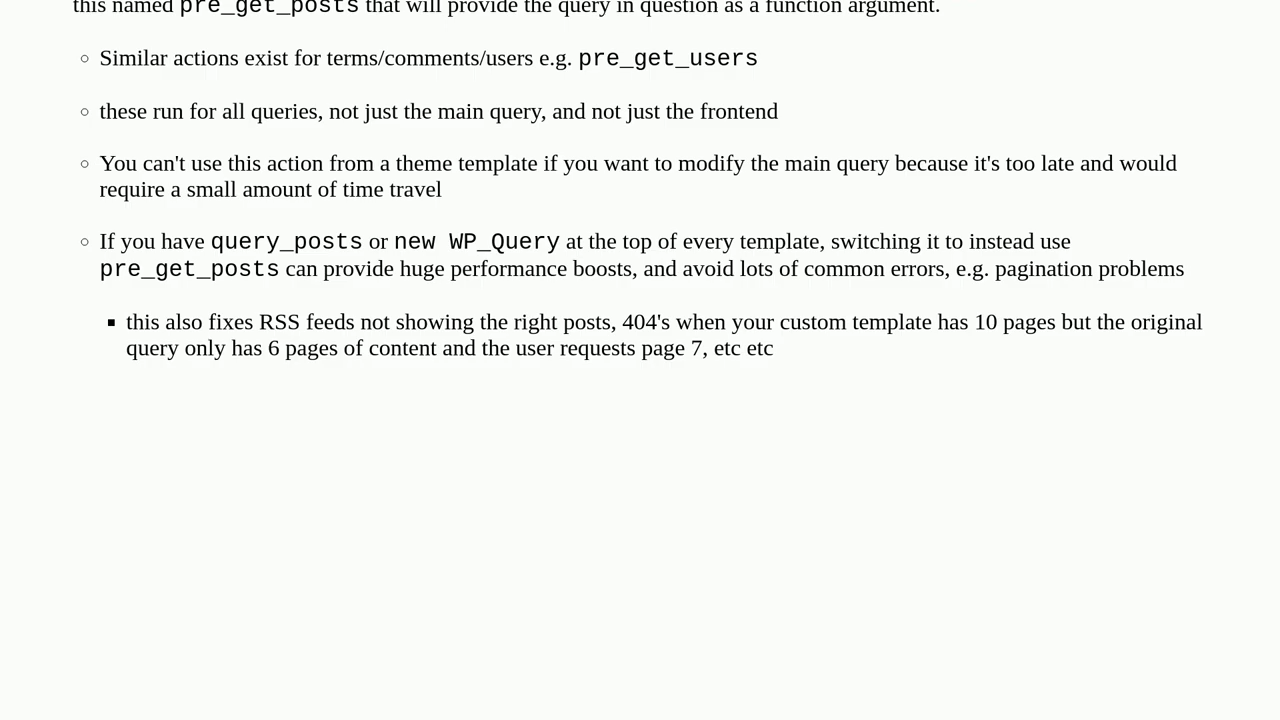 this named pre_get_posts that will provide the query in question as a function argument.
Similar actions exist for terms/comments/users e.g. pre_get_users
these run for all queries, not just the main query, and not just the frontend
You can't use this action from a theme template if you want to modify the main query because it's too late and would
require a small amount of time travel
If you have query_posts or new WP_Query at the top of every template, switching it to instead use
pre_get_posts can provide huge performance boosts, and avoid lots of common errors, e.g. pagination problems
this also fixes RSS feeds not showing the right posts, 404's when your custom template has 10 pages but the original
query only has 6 pages of content and the user requests page 7, etc etc